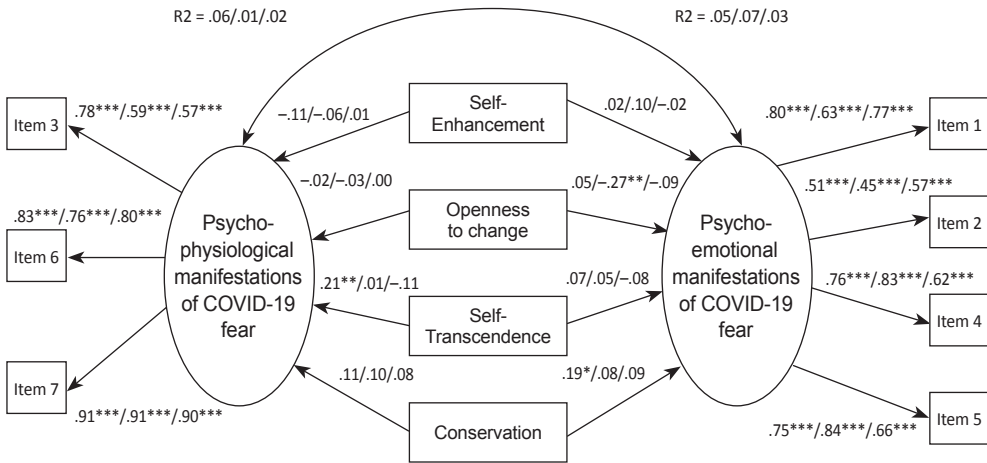 R2 = .06/.01/.02
R2 = .05/.07/.03
.78***/.59***/.57***
Item 3
–.11/–.06/.01
Self-
Enhancement
.02/.10/–.02
.80***/.63***/.77***
Item 1
–.02/–.03/.00
.05/–.27**/–.09
.51***/.45***/.57***
.83***/.76***/.80***
Item 6
Psycho-
physiological
manifestations
of COVID-19
fear
Openness
to change
Psycho-
emotional
manifestations
of COVID-19
fear
Item 2
.21**/.01/–.11
.07/.05/–.08
.76***/.83***/.62***
Self-
Transcendence
Item 4
Item 7
.11/.10/.08
.19*/.08/.09
.91***/.91***/.90***
Conservation
.75***/.84***/.66***
Item 5